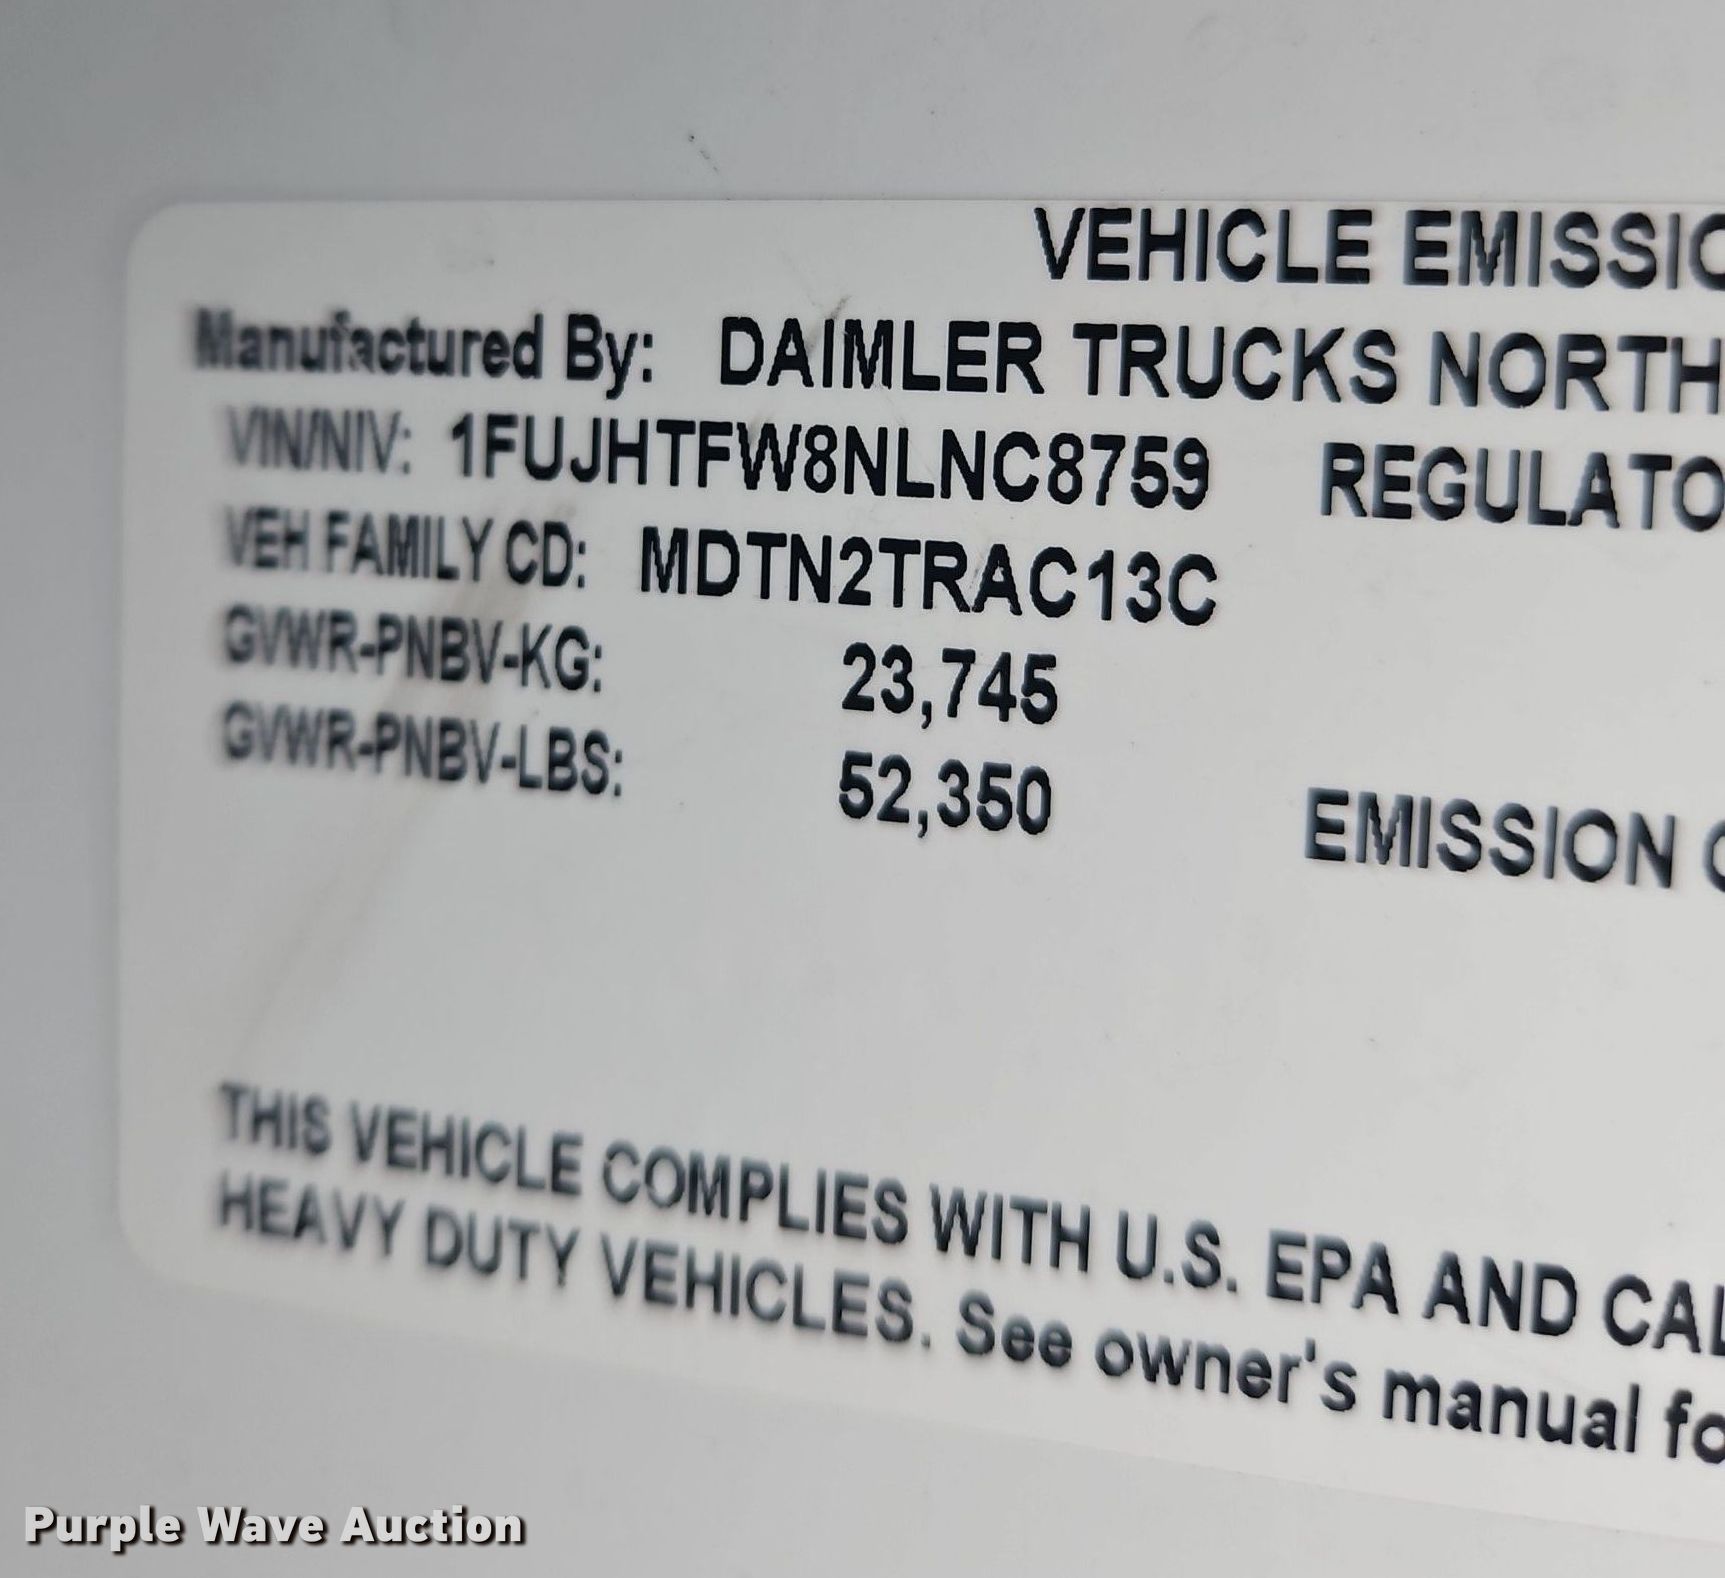 VEHICLE EMISSIO
Manufactured By: DAIMLER TRUCKS NORTH
VIN/NIV: 1FUJHTFW8NLNC8759 REGULATO
VEH FAMILY CD: MDTN2TRAC13C
GVWR-PNBV-KG: 23,745
GVWR-PNBV-LBS: 52,350
EMISSION C
THIS VEHICLE COMPLIES WITH U.S. EPA AND CAL
HEAVY DUTY VEHICLES. See owner's manual fo
Purple Wave Auction